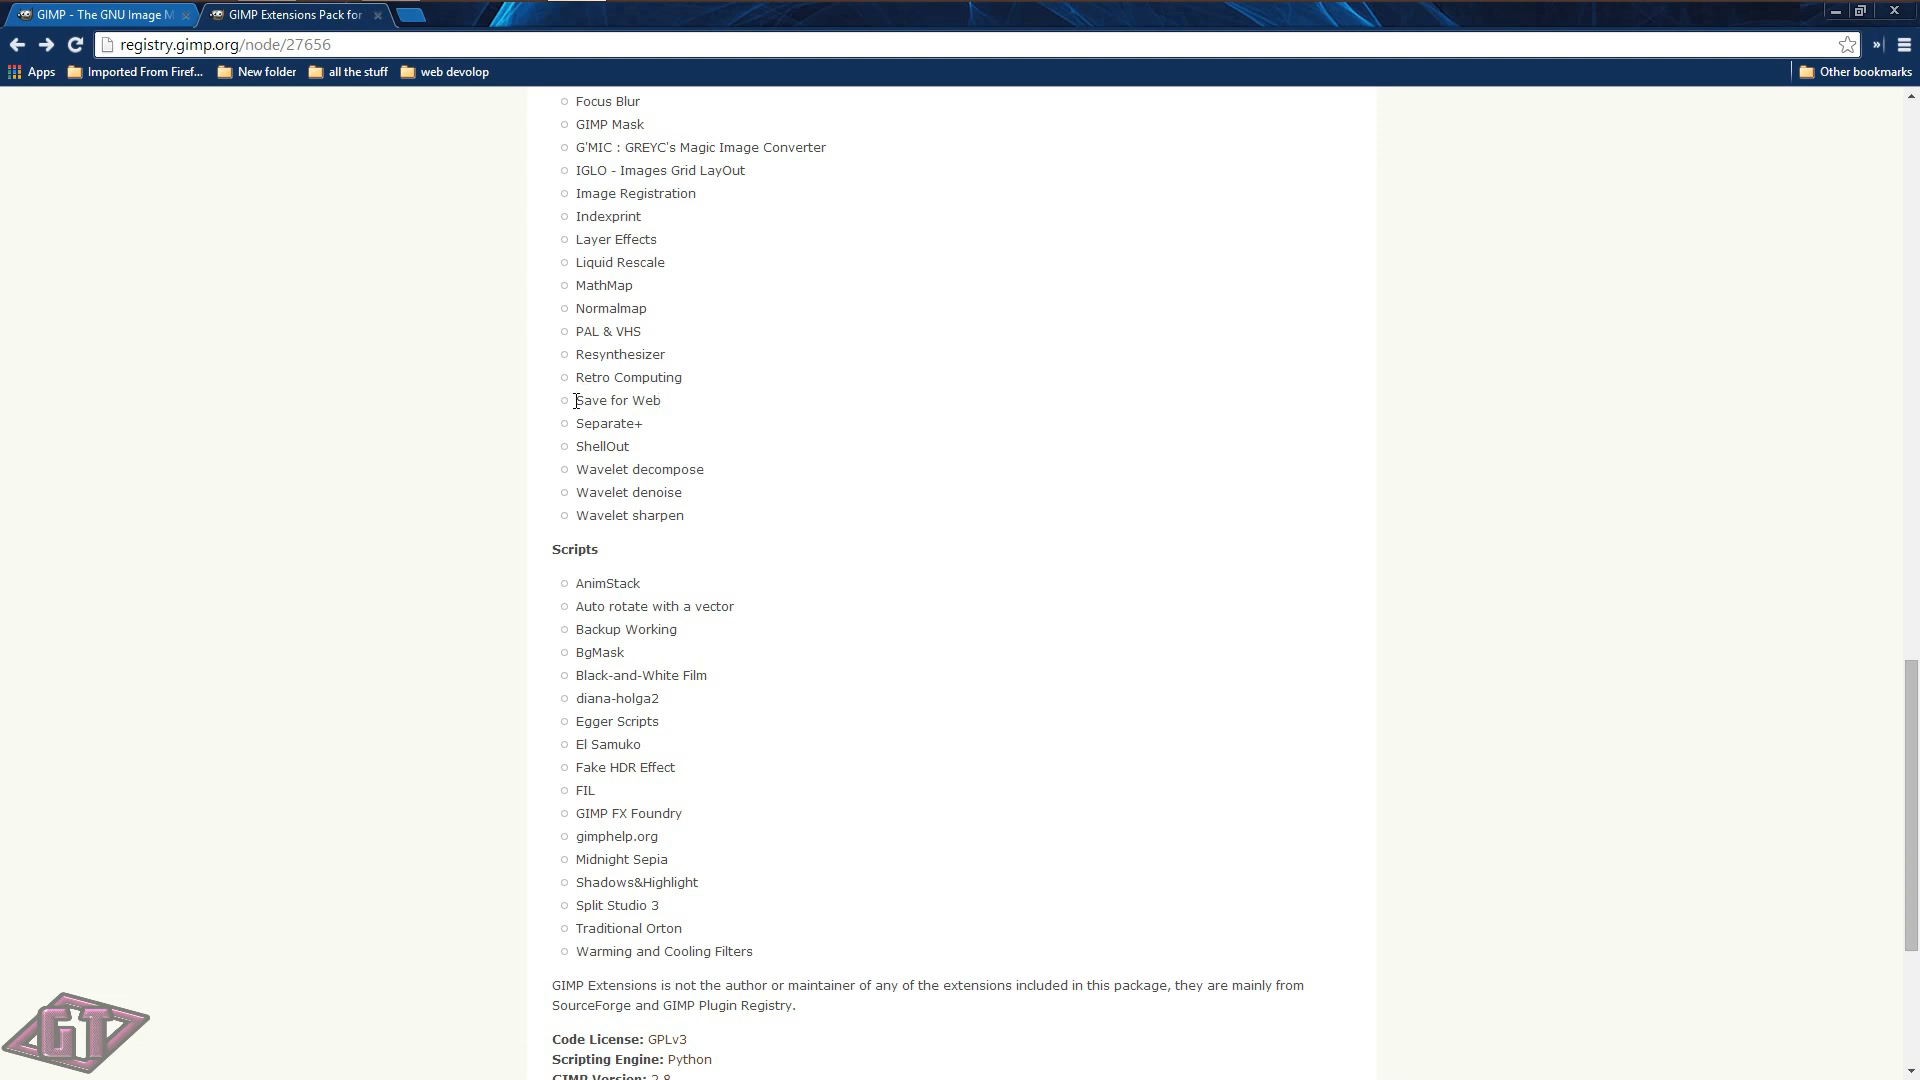 GIMP - The GNU Image M
GIMP Extensions Pack for
registry.gimp.org/node/27656
Apps
Imported From Firef...
New folder
all the stuff
web devolop
»
Other bookmarks
Focus Blur
GIMP Mask
G'MIC : GREYC's Magic Image Converter
IGLO - Images Grid LayOut
Image Registration
Indexprint
Layer Effects
Liquid Rescale
MathMap
Normalmap
PAL & VHS
Resynthesizer
Retro Computing
Save for Web
Separate+
ShellOut
Wavelet decompose
Wavelet denoise
Wavelet sharpen
Scripts
AnimStack
Auto rotate with a vector
Backup Working
BgMask
Black-and-White Film
diana-holga2
Egger Scripts
El Samuko
Fake HDR Effect
FIL
GIMP FX Foundry
gimphelp.org
Midnight Sepia
Shadows&Highlight
Split Studio 3
Traditional Orton
Warming and Cooling Filters
GIMP Extensions is not the author or maintainer of any of the extensions included in this package, they are mainly from
SourceForge and GIMP Plugin Registry.
Code License: GPLv3
Scripting Engine: Python
GIMP Version: 2.8
GT